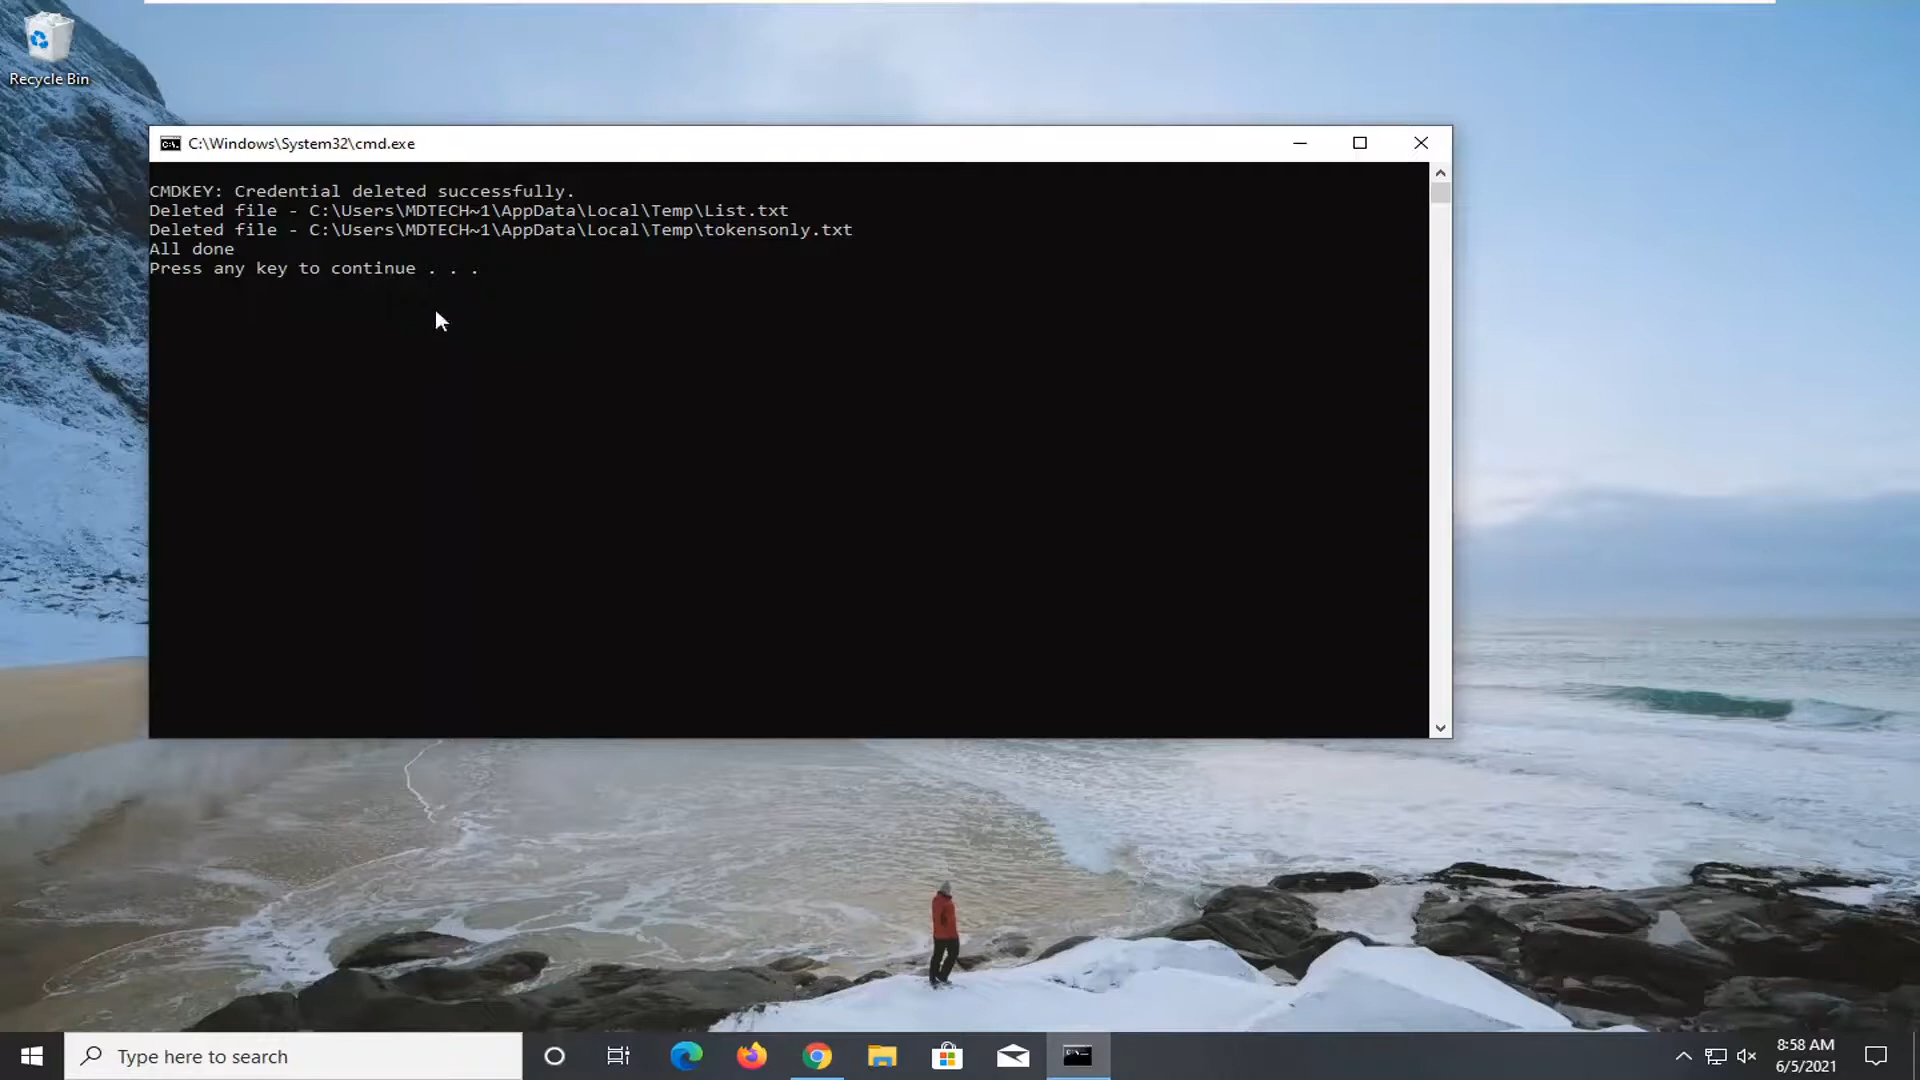 Recycle Bin
C:\Windows\System32\cmd.exe
CMDKEY: Credential deleted successfully.
Deleted file - C:\Users\MDTECH~1\AppData\Local\Temp\List.txt
Deleted file - C:\Users\MDTECH~1\AppData\Local\Temp\tokensonly.txt
All done
Press any key to continue . . .
Type here to search
8:58 AM
6/5/2021